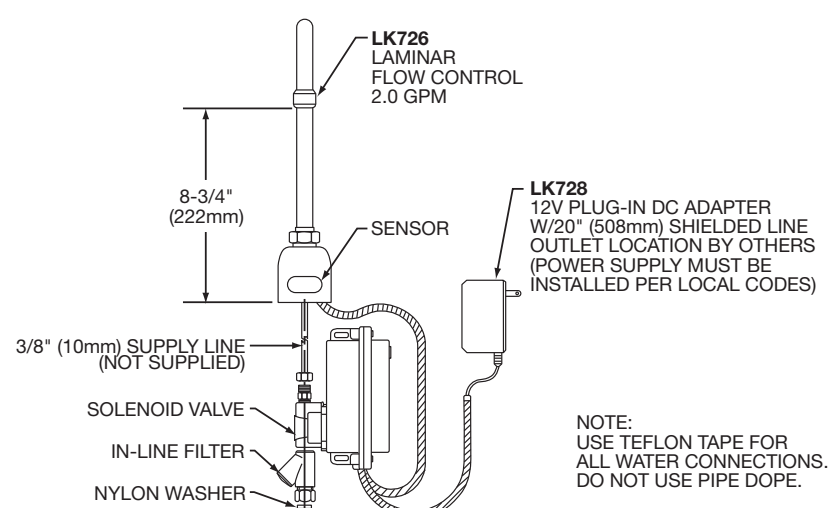 LK726
LAMINAR
FLOW CONTROL
2.0 GPM
8-3/4"
(222mm)
SENSOR
LK728
12V PLUG-IN DC ADAPTER
W/20" (508mm) SHIELDED LINE
OUTLET LOCATION BY OTHERS
(POWER SUPPLY MUST BE
INSTALLED PER LOCAL CODES)
3/8" (10mm) SUPPLY LINE
(NOT SUPPLIED)
SOLENOID VALVE
IN-LINE FILTER
NYLON WASHER
NOTE:
USE TEFLON TAPE FOR
ALL WATER CONNECTIONS.
DO NOT USE PIPE DOPE.